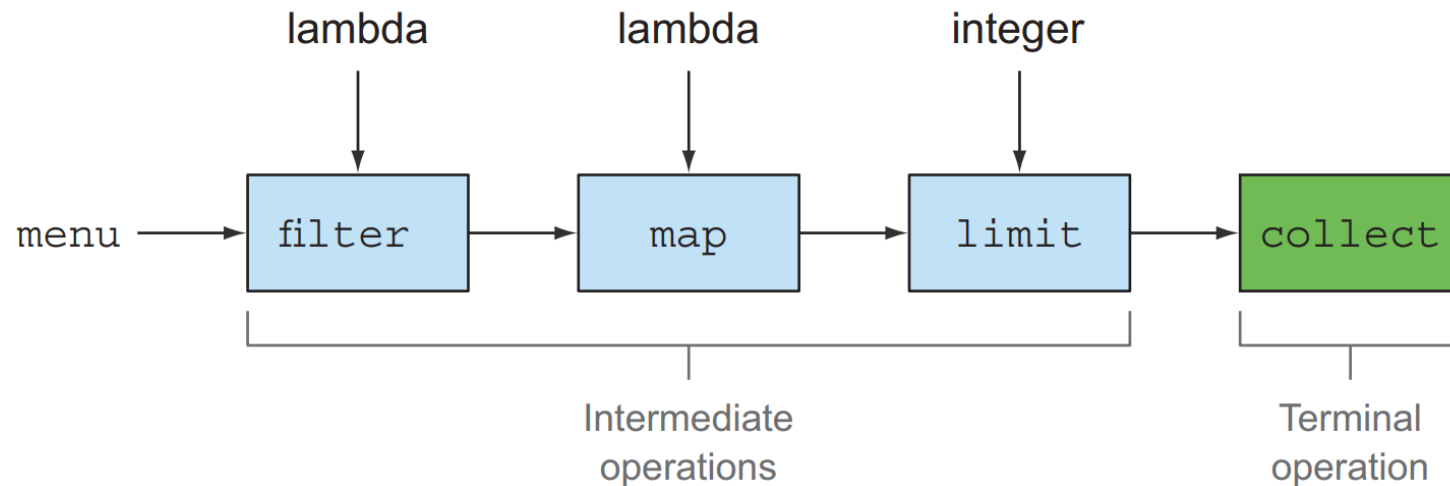 lambda lambda integer
menu filter map limit collect
Intermediate Terminal
operations operation